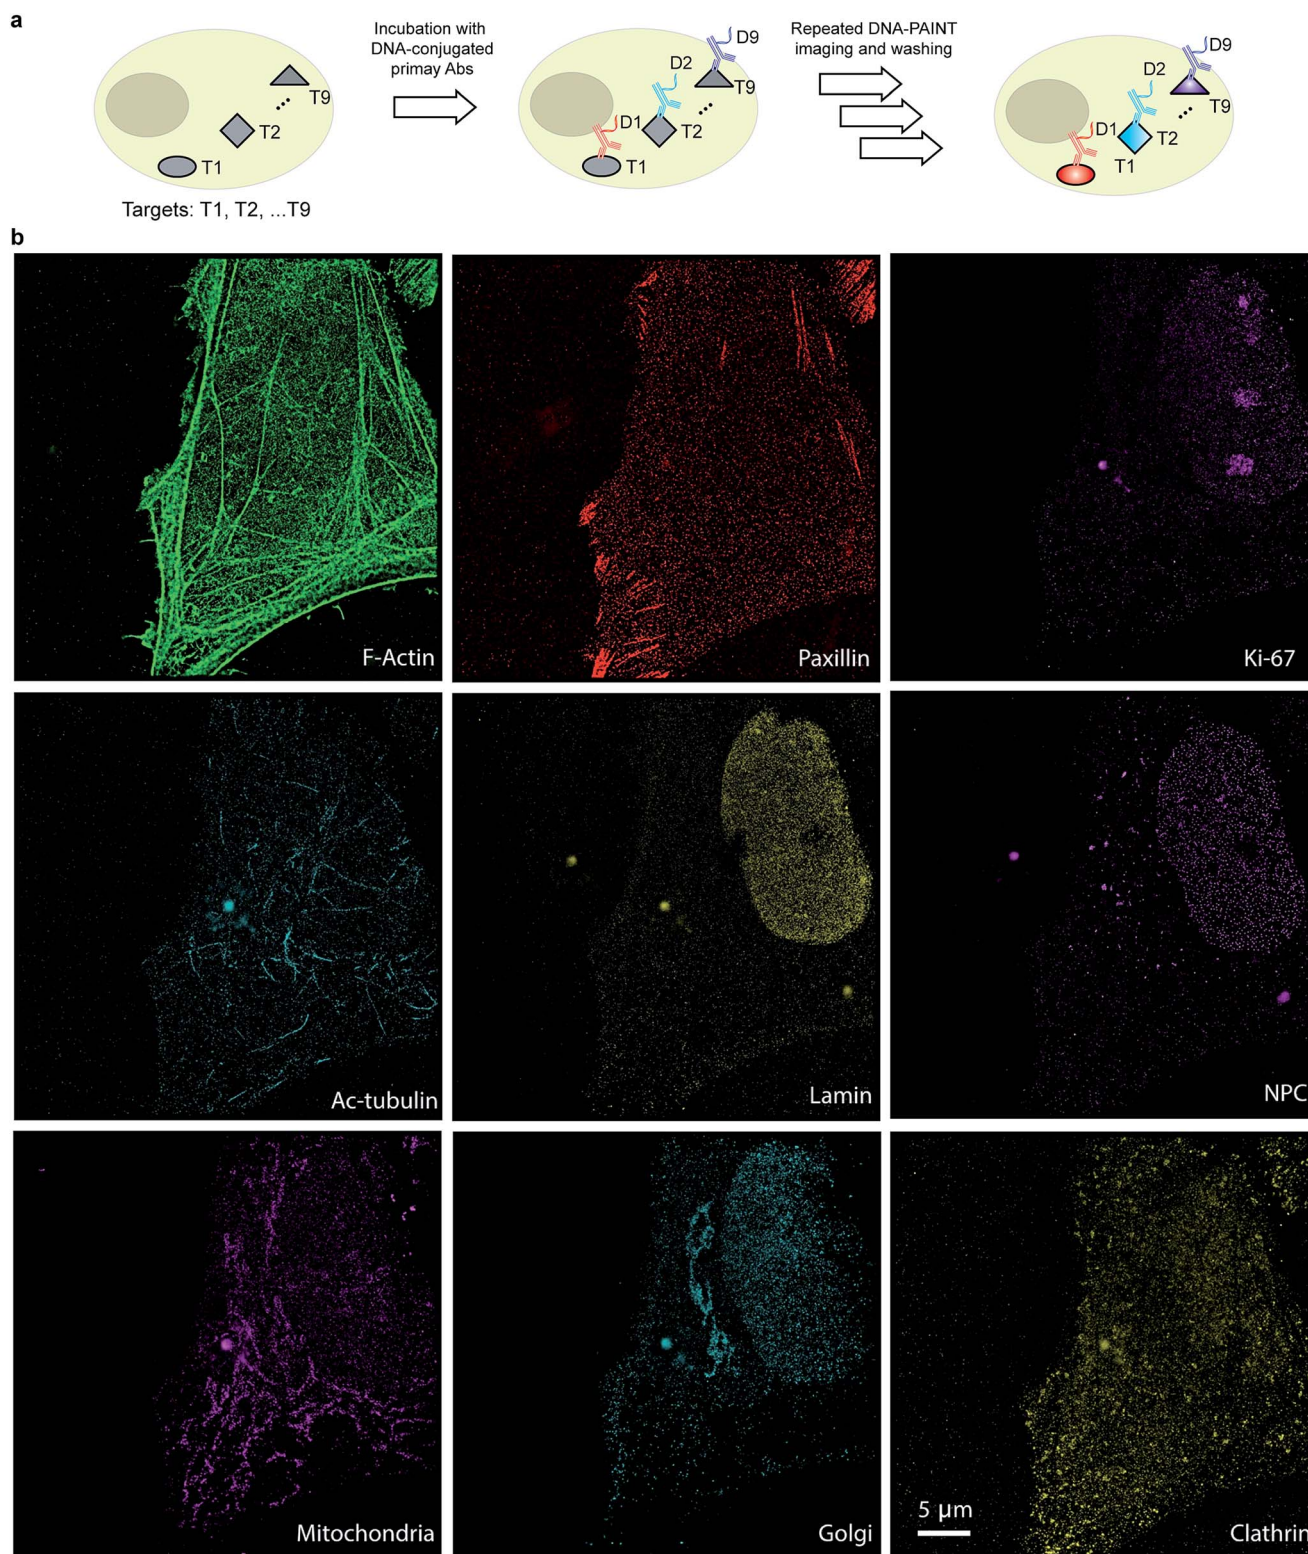 a
Incubation with
DNA-conjugated
primay Abs
Repeated DNA-PAINT
imaging and washing
T9
T2
T1
Targets: T1, T2, ...T9
D9
D2
D1
T9
T2
T1
D9
D2
D1
T9
T2
T1
b
F-Actin
Paxillin
Ki-67
Ac-tubulin
Lamin
NPC
Mitochondria
Golgi
5 μm
Clathrin